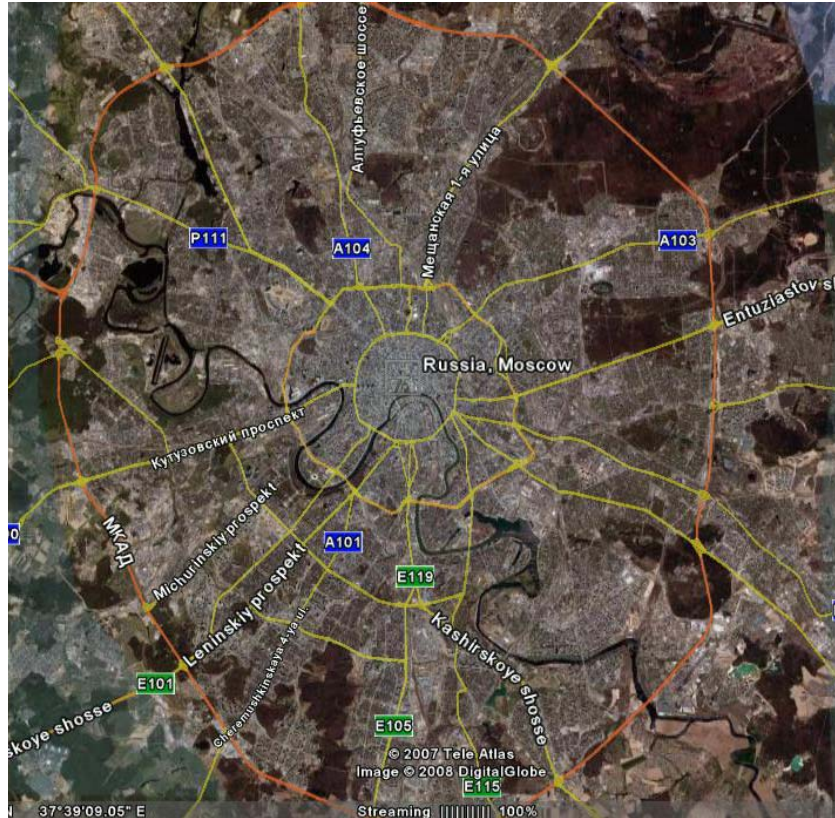 Алтуфьевское шоссе
Мещанская 1-я улица
P111
A104
A103
Entuziastov
Russia, Moscow
Кутузовский проспект
МКАД
Michurinskiy prospekt
A101
E119
Leninskiy prospekt
Kashirskoye shosse
Cheremushkinskaya 4-ya ul.
E101
shosse
E105
© 2007 Tele Atlas
Image © 2008 DigitalGlobe
E115
37°39'09.05" E
Streaming |||||||||| 100%